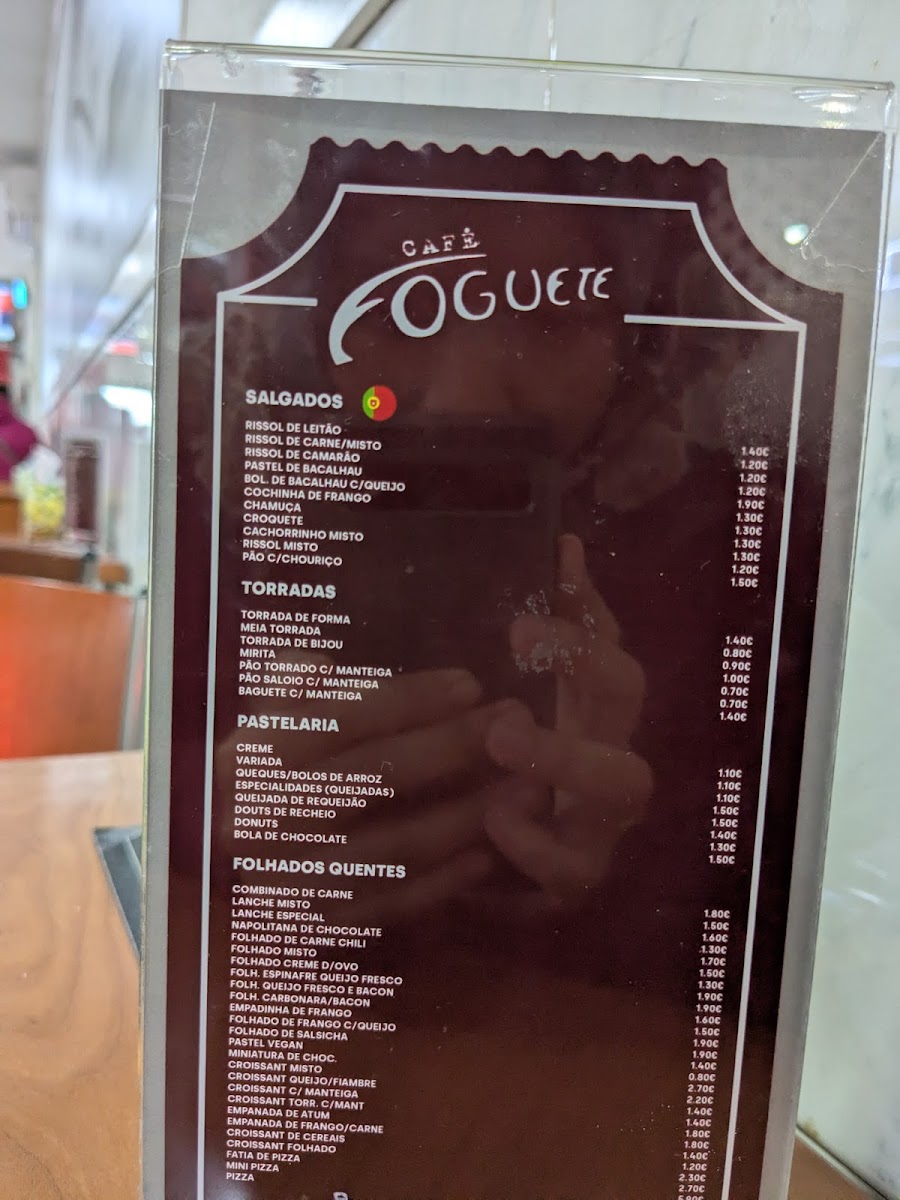 CAFÉ
FOGUETE
SALGADOS
RISSOL DE LEITÃO 1.40€
RISSOL DE CARNE/MISTO 1.20€
RISSOL DE CAMARÃO 1.20€
PASTEL DE BACALHAU 1.20€
BOL. DE BACALHAU C/QUEIJO 1.90€
COCHINHA DE FRANGO 1.30€
CHAMUÇA 1.30€
CROQUETE 1.30€
CACHORRINHO MISTO 1.30€
RISSOL MISTO 1.20€
PÃO C/CHOURIÇO 1.50€
TORRADAS
TORRADA DE FORMA 1.40€
MEIA TORRADA 0.80€
TORRADA DE BIJOU 0.90€
MIRITA 1.00€
PÃO TORRADO C/ MANTEIGA 0.70€
PÃO SALOIO C/ MANTEIGA 0.70€
BAGUETE C/ MANTEIGA 1.40€
PASTELARIA
CREME 1.10€
VARIADA 1.10€
QUEQUES/BOLOS DE ARROZ 1.10€
ESPECIALIDADES (QUEIJADAS) 1.50€
QUEIJADA DE REQUEIJÃO 1.50€
DOUTS DE RECHEIO 1.40€
DONUTS 1.30€
BOLA DE CHOCOLATE 1.50€
FOLHADOS QUENTES
COMBINADO DE CARNE 1.80€
LANCHE MISTO 1.50€
LANCHE ESPECIAL 1.60€
NAPOLITANA DE CHOCOLATE 1.30€
FOLHADO DE CARNE CHILI 1.70€
FOLHADO MISTO 1.50€
FOLHADO CREME D/OVO 1.30€
FOLH. ESPINAFRE QUEIJO FRESCO 1.90€
FOLH. QUEIJO FRESCO E BACON 1.90€
FOLH. CARBONARA/BACON 1.60€
EMPADINHA DE FRANGO 1.50€
FOLHADO DE FRANGO C/QUEIJO 1.90€
FOLHADO DE SALSICHA 1.90€
PASTEL VEGAN 1.40€
MINIATURA DE CHOC. 0.80€
CROISSANT MISTO 2.70€
CROISSANT QUEIJO/FIAMBRE 2.20€
CROISSANT C/ MANTEIGA 1.40€
CROISSANT TORR. C/MANT 1.40€
EMPANADA DE ATUM 1.80€
EMPANADA DE FRANGO/CARNE 1.80€
CROISSANT DE CEREAIS 1.40€
CROISSANT FOLHADO 1.20€
FATIA DE PIZZA 2.30€
MINI PIZZA 2.70€
PIZZA